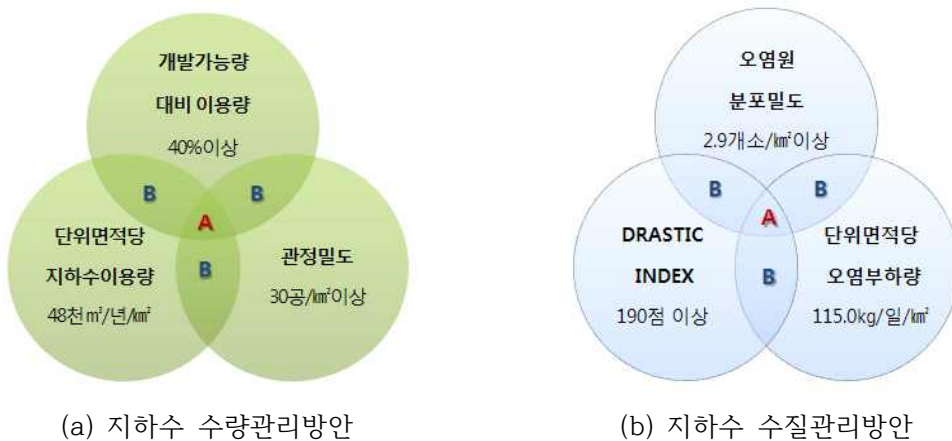 개발가능량
대비 이용량
40%이상
B
B
A
단위면적당
지하수이용량
48천㎥/년/㎢
B
관정밀도
30공/㎢이상
(a) 지하수 수량관리방안
오염원
분포밀도
2.9개소/㎢이상
B
B
A
DRASTIC
INDEX
190점 이상
B
단위면적당
오염부하량
115.0kg/일/㎢
(b) 지하수 수질관리방안